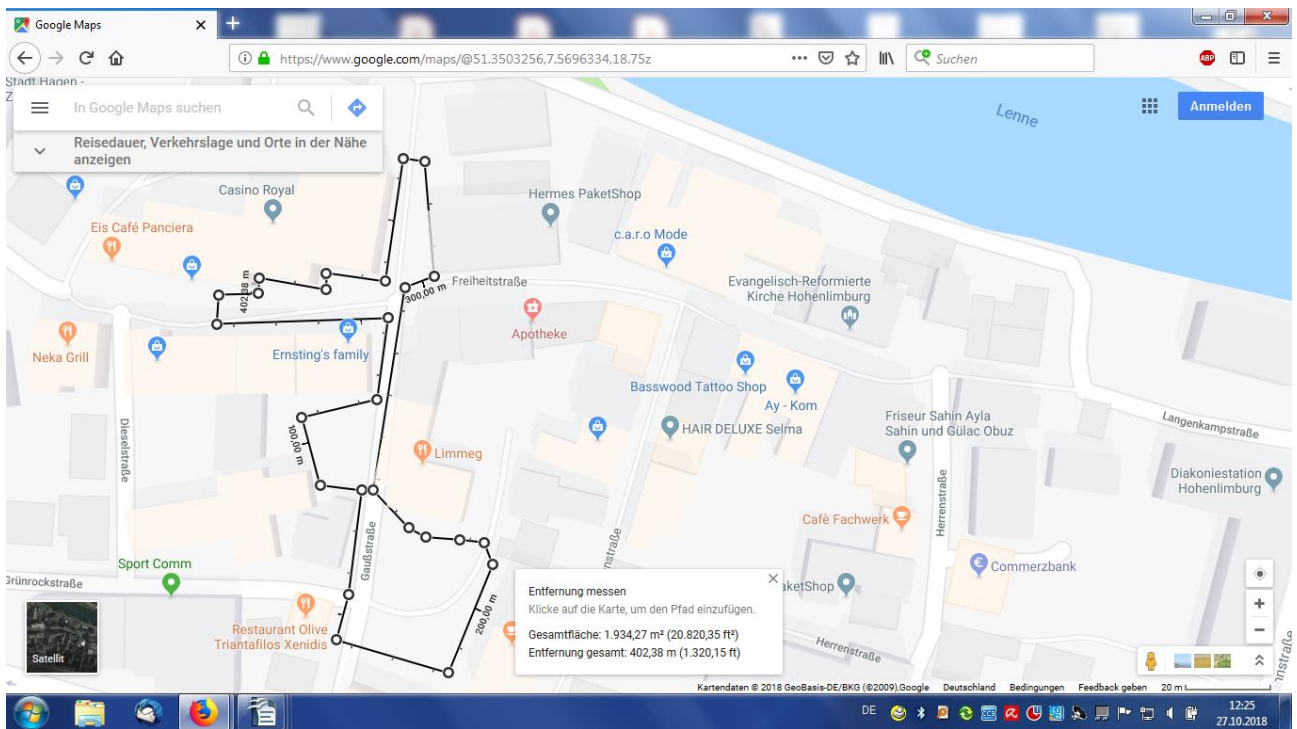 Google Maps
https://www.google.com/maps/@51.3503256,7.5696334,18.75z
Suchen
ABP
Stadt Hagen -
In Google Maps suchen
Reisedauer, Verkehrslage und Orte in der Nähe
anzeigen
Lenne
Anmelden
Casino Royal
Hermes PaketShop
Eis Café Panciera
c.a.r.o Mode
402,38 m
300,00 m
Freiheitstraße
Evangelisch-Reformierte
Kirche Hohenlimburg
Apotheke
Neka Grill
Ernsting's family
Basswood Tattoo Shop
Ay - Kom
HAIR DELUXE Selma
Friseur Sahin Ayla
Sahin und Gülac Obuz
Langenkampstraße
Dieselstraße
100,00 m
Limmeg
Diakoniestation
Hohenlimburg
Herrenstraße
Cafè Fachwerk
Gaußstraße
Sport Comm
Commerzbank
Grünrockstraße
200,00 m
aketShop
Restaurant Olive
Triantafilos Xenidis
Herrenstraße
Satellit
Entfernung messen
Klicke auf die Karte, um den Pfad einzufügen.
Gesamtfläche: 1.934,27 m² (20.820,35 ft²)
Entfernung gesamt: 402,38 m (1.320,15 ft)
Kartendaten © 2018 GeoBasis-DE/BKG (©2009),Google Deutschland Bedingungen Feedback geben 20 m
DE
12:25
27.10.2018